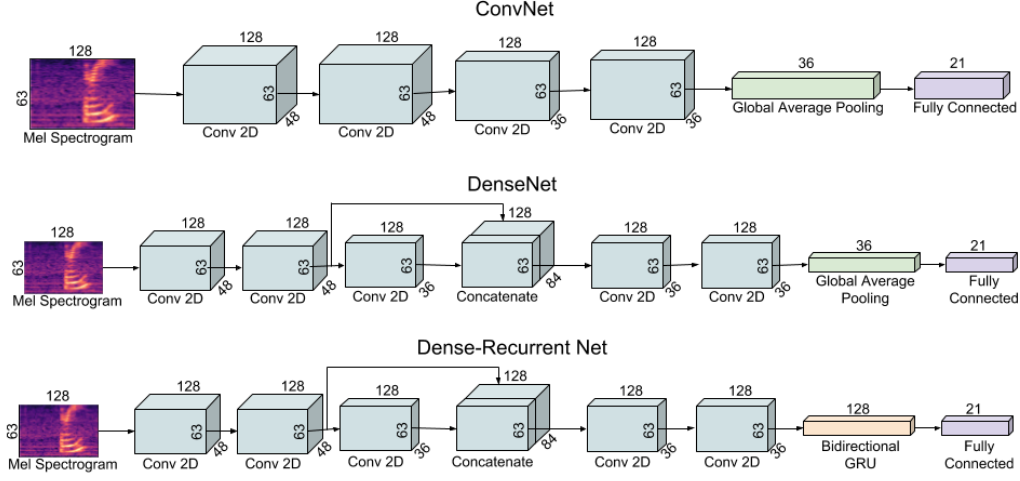 ConvNet
128
128
128
128
128
36
21
63
63
63
63
63
48
48
36
36
Mel Spectrogram
Conv 2D
Conv 2D
Conv 2D
Conv 2D
Global Average Pooling
Fully Connected
DenseNet
128
128
128
128
128
128
128
36
21
63
63
63
63
63
63
63
48
48
36
84
36
36
Mel Spectrogram
Conv 2D
Conv 2D
Conv 2D
Concatenate
Conv 2D
Conv 2D
Global Average
Pooling
Fully
Connected
Dense-Recurrent Net
128
128
128
128
128
128
128
128
21
63
63
63
63
63
63
63
48
48
36
84
36
36
Mel Spectrogram
Conv 2D
Conv 2D
Conv 2D
Concatenate
Conv 2D
Conv 2D
Bidirectional
GRU
Fully
Connected